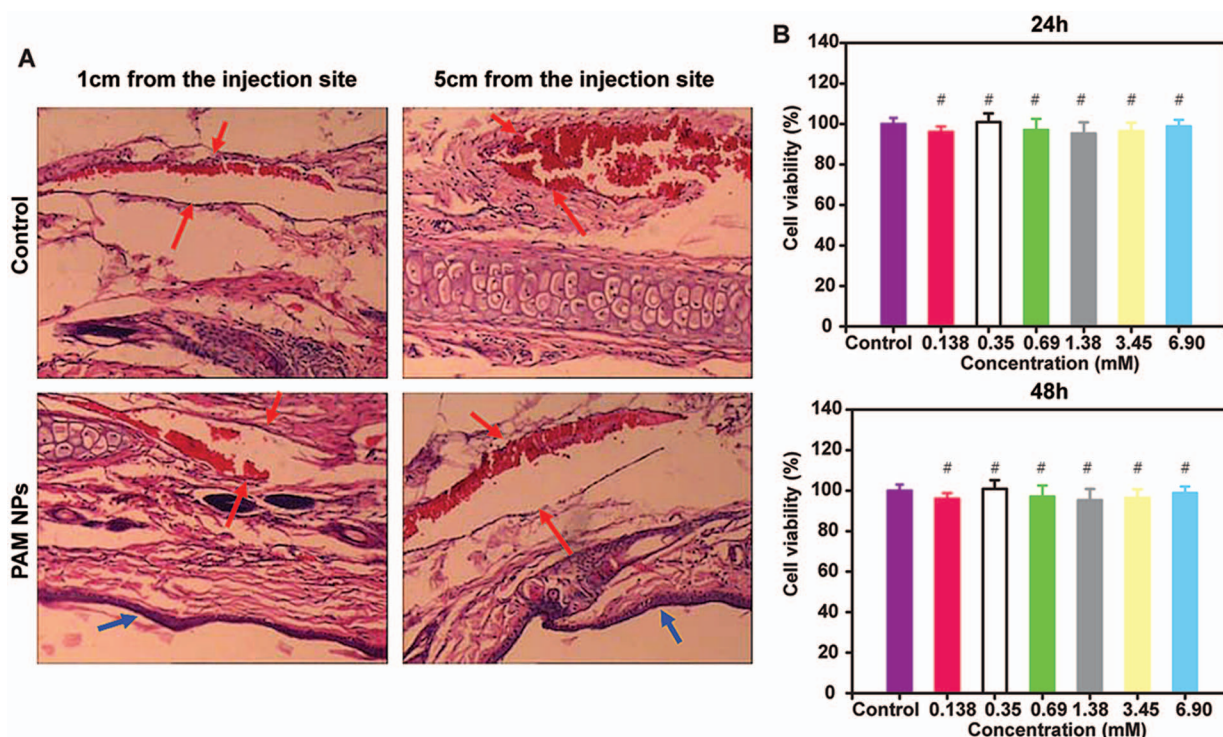 A
1cm from the injection site
5cm from the injection site
Control
PAM NPs
B
24h
Cell viability (%)
140
120
100
80
60
40
20
0
# # # # # #
Control 0.138 0.35 0.69 1.38 3.45 6.90
Concentration (mM)
48h
Cell viability (%)
140
120
100
80
60
40
20
0
# # # # # #
Control 0.138 0.35 0.69 1.38 3.45 6.90
Concentration (mM)